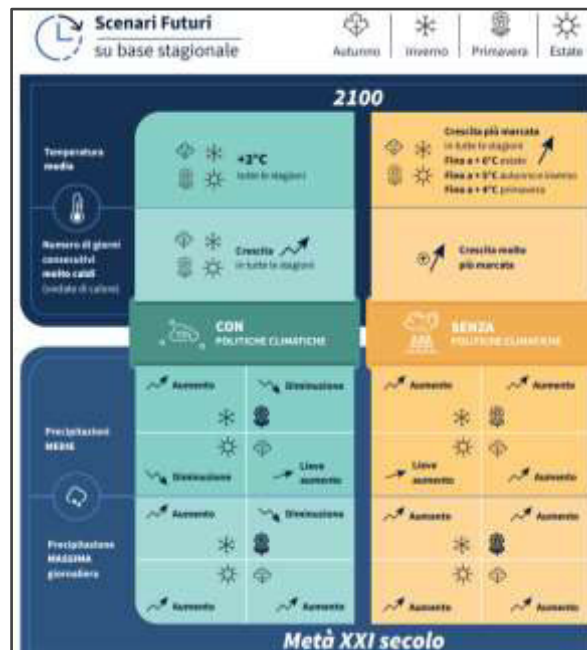 Scenari Futuri
su base stagionale
Autunno
Inverno
Primavera
Estate
2100
Temperatura
media
+2°C
tutte le stagioni
Crescita più marcata
in tutte le stagioni
Fino a + 6°C estate
Fino a + 5°C autunno e inverno
Fino a + 4°C primavera
Numero di giorni
consecutivi
molto caldi
(ondate di calore)
Crescita
in tutte le stagioni
Crescita molto
più marcata
CON
POLITICHE CLIMATICHE
SENZA
POLITICHE CLIMATICHE
Precipitazioni
MEDIE
Aumento
Diminuzione
Aumento
Aumento
Diminuzione
Lieve
aumento
Lieve
aumento
Aumento
Precipitazione
MASSIMA
giornaliera
Aumento
Diminuzione
Aumento
Aumento
Aumento
Aumento
Aumento
Aumento
Metà XXI secolo